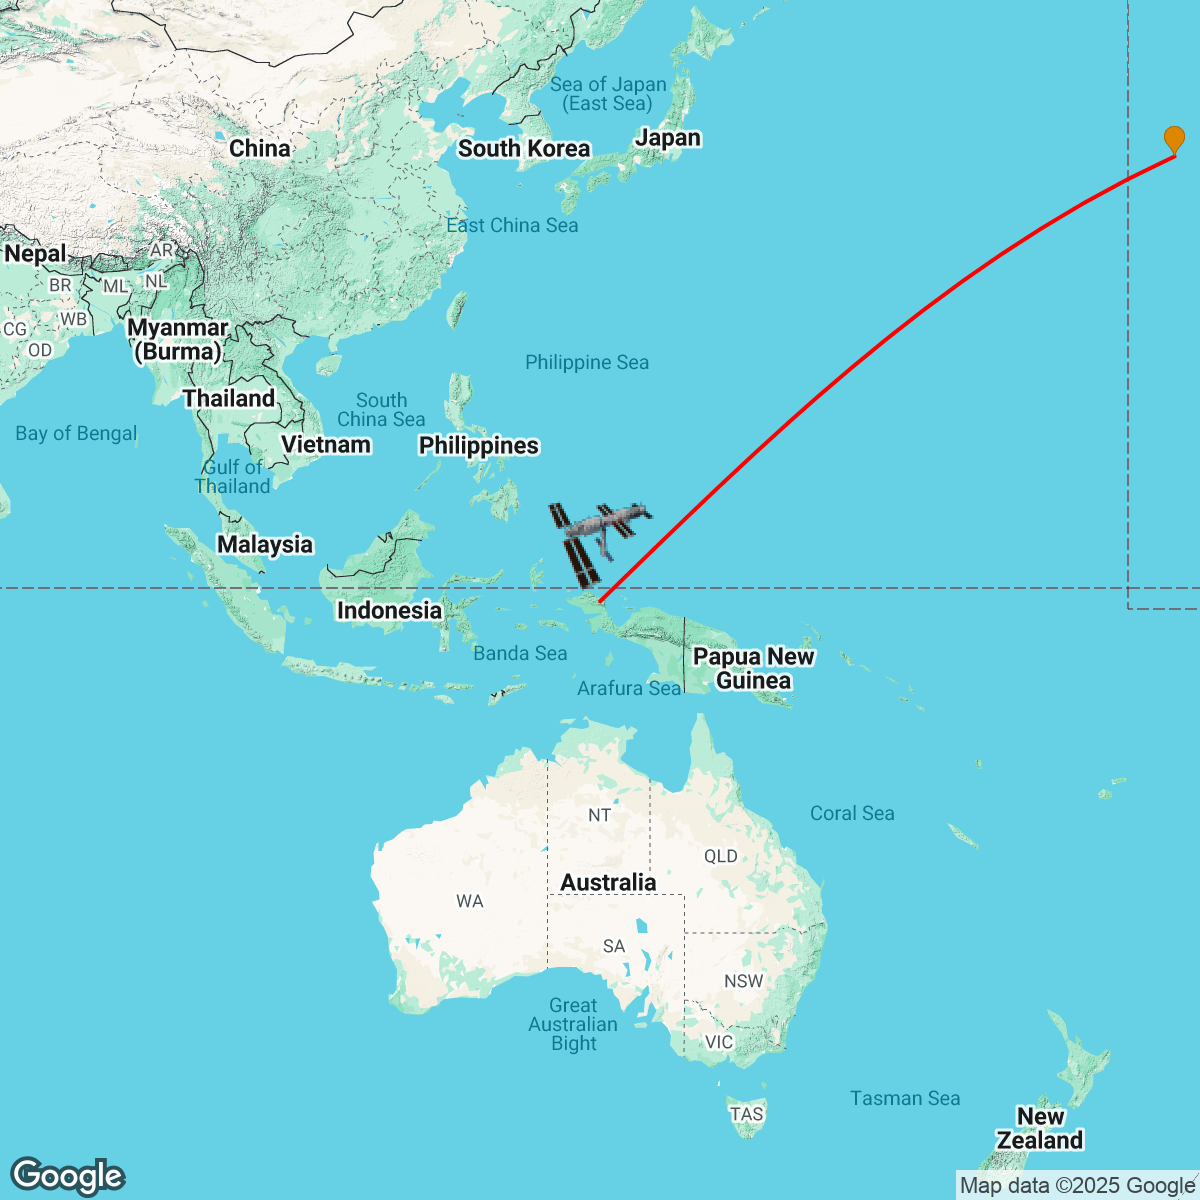 Sea of Japan
(East Sea)
Japan
South Korea
China
East China Sea
Nepal
AR
BR
ML
NL
WB
CG
OD
Myanmar
(Burma)
Philippine Sea
Thailand
South
China Sea
Bay of Bengal
Vietnam
Philippines
Gulf of
Thailand
Malaysia
Indonesia
Banda Sea
Papua New
Guinea
Arafura Sea
NT
Coral Sea
QLD
Australia
WA
SA
NSW
Great
Australian
Bight
VIC
Tasman Sea
TAS
New
Zealand
Google
Map data ©2025 Google